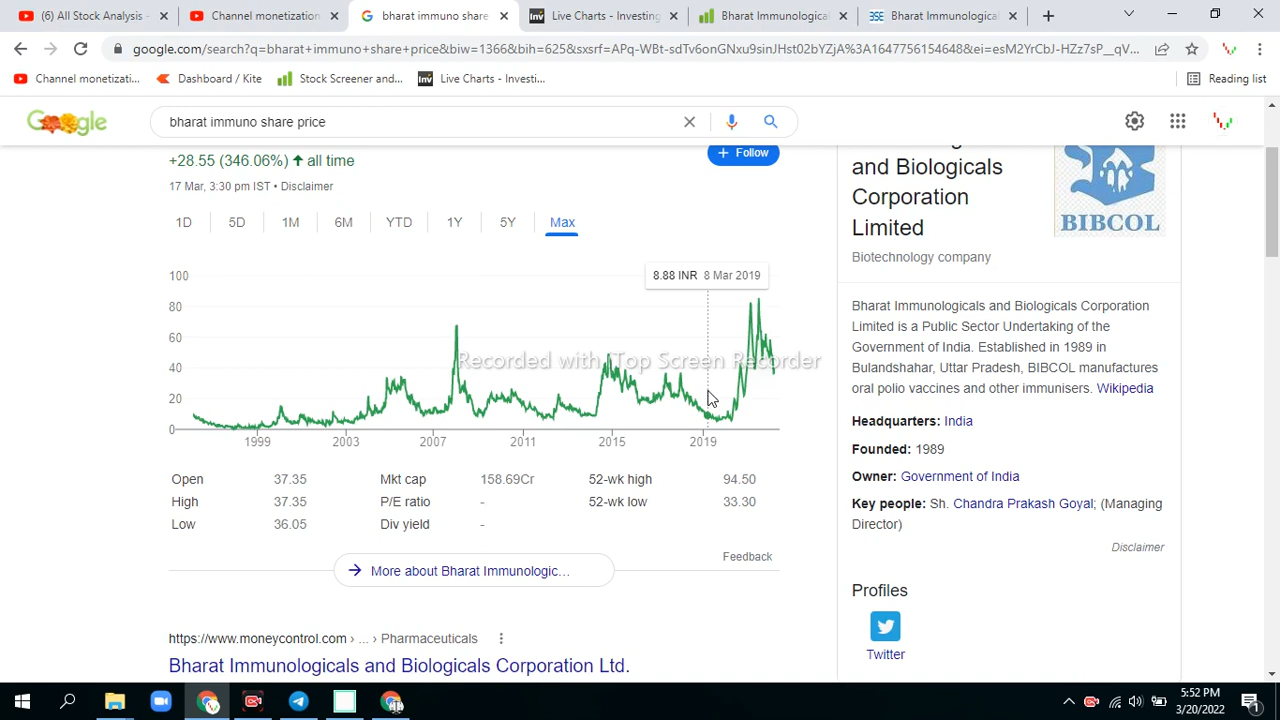 (6) All Stock Analysis -
Channel monetization
bharat immuno share
Live Charts - Investing
Bharat Immunological
Bharat Immunological
google.com/search?q=bharat+immuno+share+price&biw=1366&bih=625&sxsrf=APq-WBt-sdTv6onGNxu9sinJHst02bYZjA%3A1647756154648&ei=esM2YrCbJ-HZz7sP__qV...
Channel monetizati...
Dashboard / Kite
Stock Screener and...
Live Charts - Investi...
Reading list
Google
bharat immuno share price
+28.55 (346.06%) ↑ all time
Follow
17 Mar, 3:30 pm IST • Disclaimer
1D 5D 1M 6M YTD 1Y 5Y Max
8.88 INR 8 Mar 2019
100
80
60
40
20
0
1999 2003 2007 2011 2015 2019
Recorded with iTop Screen Recorder
Open 37.35 Mkt cap 158.69Cr 52-wk high 94.50
High 37.35 P/E ratio - 52-wk low 33.30
Low 36.05 Div yield -
Feedback
More about Bharat Immunologic...
https://www.moneycontrol.com › ... › Pharmaceuticals
Bharat Immunologicals and Biologicals Corporation Ltd.
and Biologicals
Corporation
Limited
BIBCOL
Biotechnology company
Bharat Immunologicals and Biologicals Corporation
Limited is a Public Sector Undertaking of the
Government of India. Established in 1989 in
Bulandshahar, Uttar Pradesh, BIBCOL manufactures
oral polio vaccines and other immunisers. Wikipedia
Headquarters: India
Founded: 1989
Owner: Government of India
Key people: Sh. Chandra Prakash Goyal; (Managing
Director)
Disclaimer
Profiles
Twitter
5:52 PM
3/20/2022